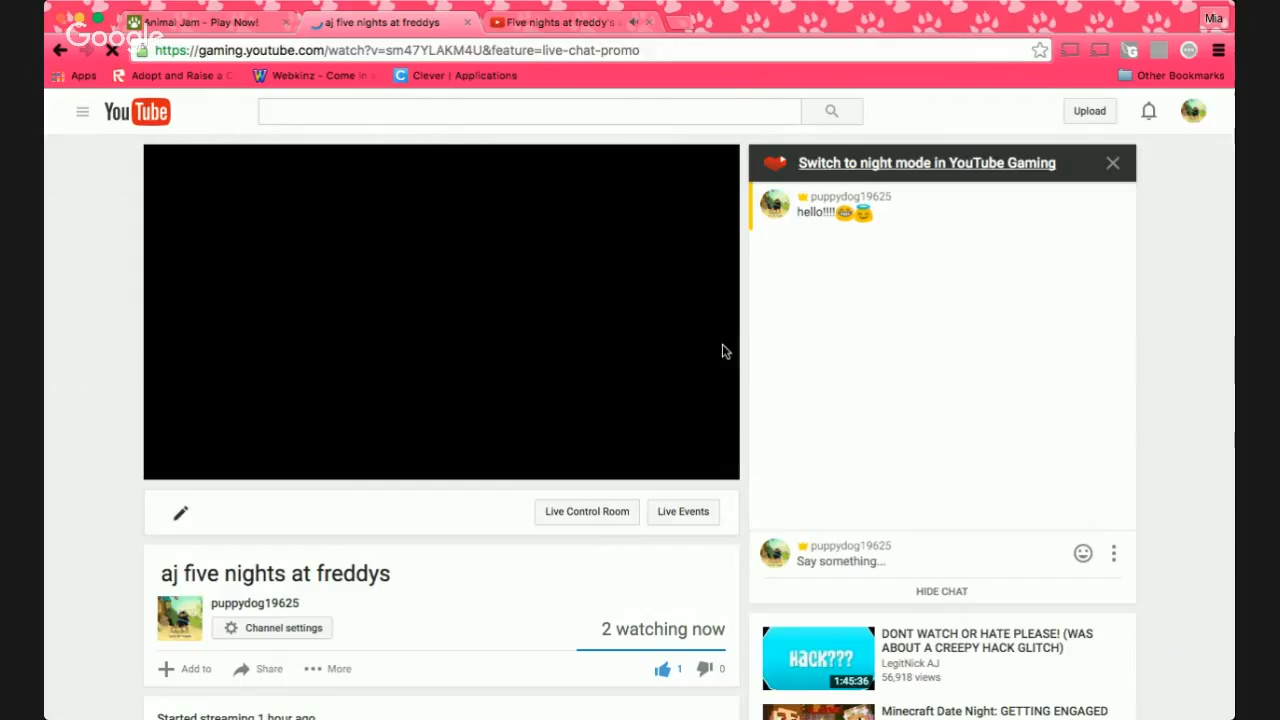 Animal Jam - Play Now!
aj five nights at freddys
Five nights at freddy's
Mia
Google
https://gaming.youtube.com/watch?v=sm47YLAKM4U&feature=live-chat-promo
Apps
Adopt and Raise a
Webkinz - Come in
Clever | Applications
Other Bookmarks
YouTube
Upload
Switch to night mode in YouTube Gaming
puppydog19625
hello!!!!😁😇
Live Control Room
Live Events
puppydog19625
Say something...
HIDE CHAT
aj five nights at freddys
puppydog19625
Channel settings
2 watching now
Add to
Share
More
1
0
Started streaming 1 hour ago
HACK???
1:45:36
DONT WATCH OR HATE PLEASE! (WAS
ABOUT A CREEPY HACK GLITCH)
LegitNick AJ
56,918 views
Minecraft Date Night: GETTING ENGAGED